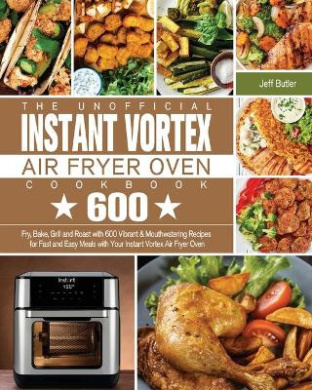 Jeff Butler
THE UNOFFICIAL
INSTANT VORTEX
AIR FRYER OVEN
COOKBOOK
★ 600 ★
Fry, Bake, Grill and Roast with 600 Vibrant & Mouthwatering Recipes
for Fast and Easy Meals with Your Instant Vortex Air Fryer Oven
Instant